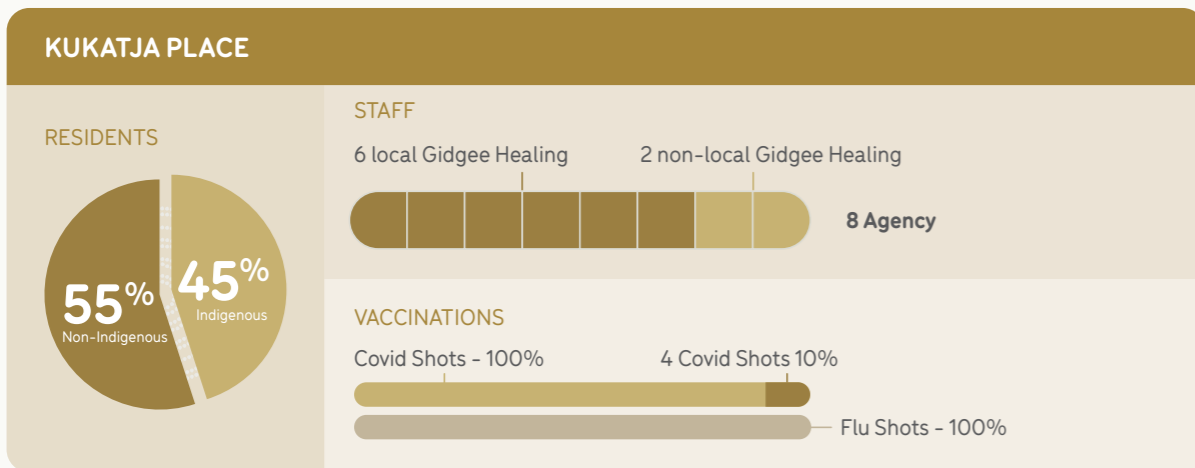 KUKATJA PLACE
RESIDENTS
55%
Non-Indigenous
45%
Indigenous
STAFF
6 local Gidgee Healing
2 non-local Gidgee Healing
8 Agency
VACCINATIONS
Covid Shots - 100%
4 Covid Shots 10%
Flu Shots - 100%